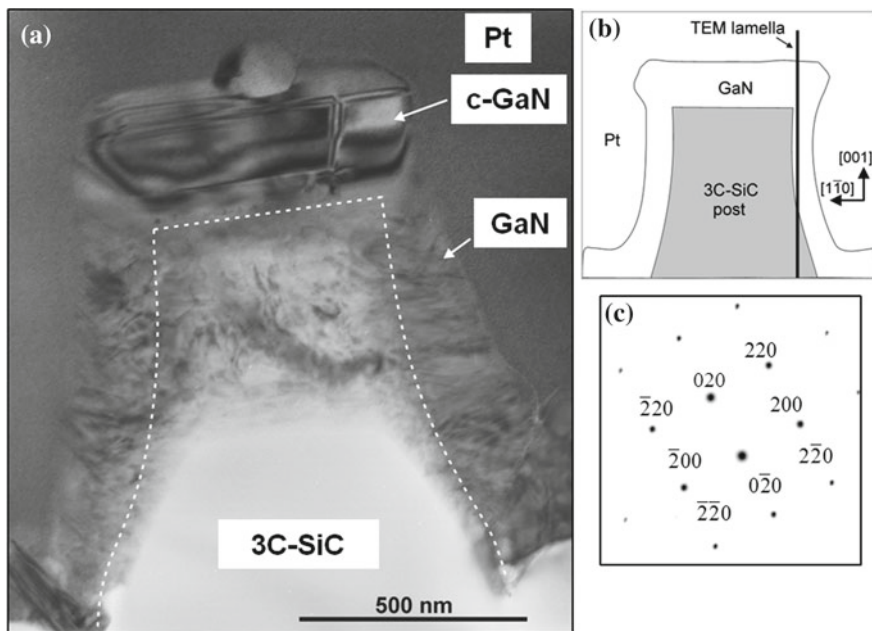 (a)
Pt
c-GaN
GaN
3C-SiC
500 nm
(b)
TEM lamella
GaN
Pt
[001]
[11̅0]
3C-SiC
post
(c)
220
020
2̅20
200
2̅00
22̅0
02̅0
2̅2̅0